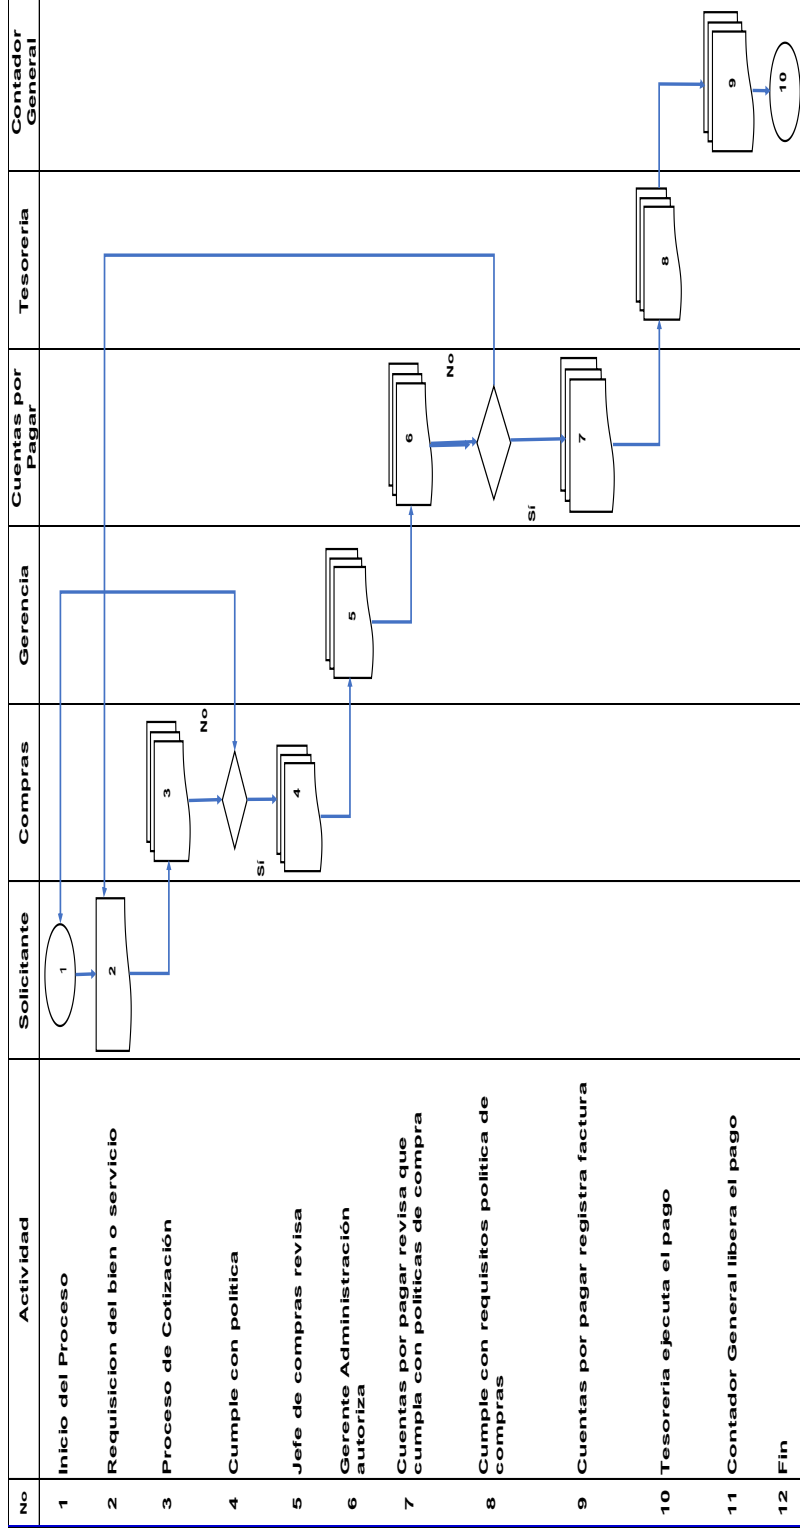 No
Actividad
Solicitante
Compras
Gerencia
Cuentas por
Pagar
Tesoreria
Contador
General
1 Inicio del Proceso
1
2 Requisicion del bien o servicio
2
3 Proceso de Cotización
3
No
4 Cumple con politica
Sí
5 Jefe de compras revisa
4
6 Gerente Administración
autoriza
5
7 Cuentas por pagar revisa que
cumpla con politicas de compra
6
No
8 Cumple con requisitos politica de
compras
Sí
9 Cuentas por pagar registra factura
7
10 Tesoreria ejecuta el pago
8
11 Contador General libera el pago
9
12 Fin
10